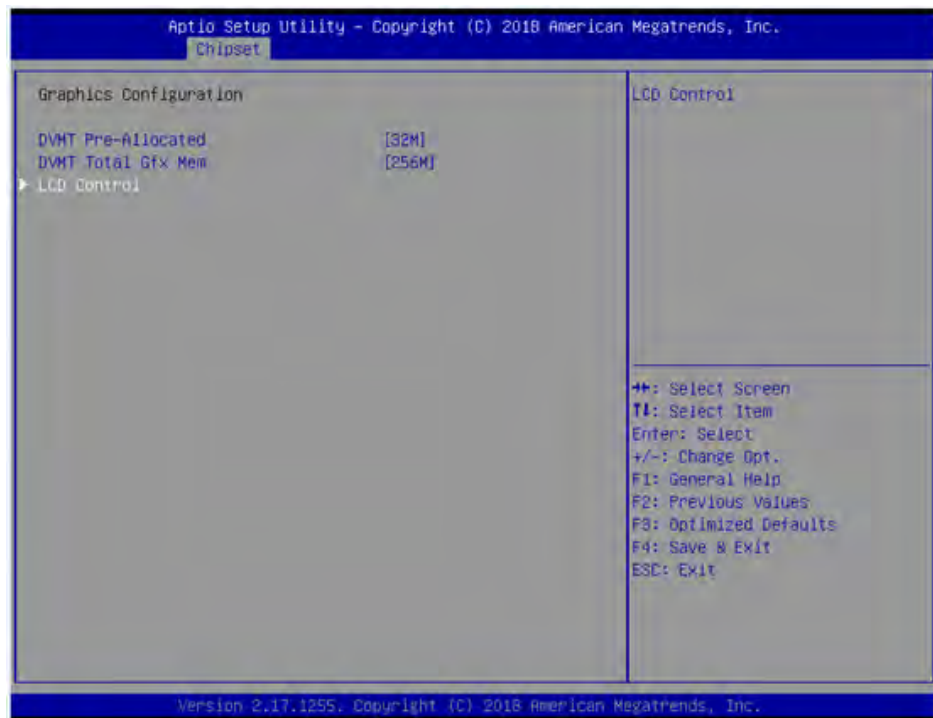 Aptio Setup Utility – Copyright (C) 2018 American Megatrends, Inc.
Chipset
Graphics Configuration
DVMT Pre-Allocated [32M]
DVMT Total Gfx Mem [256M]
LCD Control
LCD Control
→←: Select Screen
↑↓: Select Item
Enter: Select
+/-: Change Opt.
F1: General Help
F2: Previous Values
F3: Optimized Defaults
F4: Save & Exit
ESC: Exit
Version 2.17.1255. Copyright (C) 2018 American Megatrends, Inc.